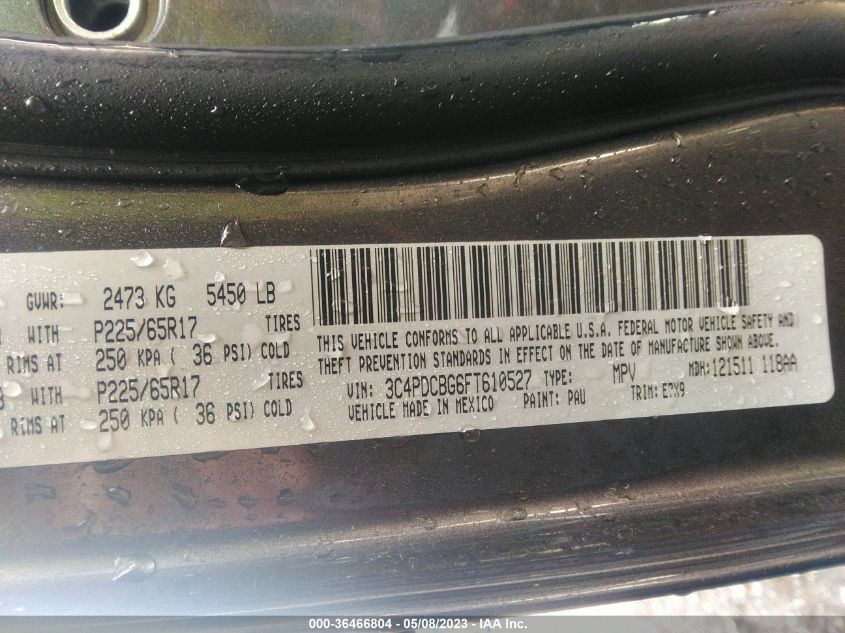 GVWR: 2473 KG 5450 LB
WITH P225/65R17 TIRES
RIMS AT 250 KPA ( 36 PSI) COLD
WITH P225/65R17 TIRES
RIMS AT 250 KPA ( 36 PSI) COLD
THIS VEHICLE CONFORMS TO ALL APPLICABLE U.S.A. FEDERAL MOTOR VEHICLE SAFETY AND
THEFT PREVENTION STANDARDS IN EFFECT ON THE DATE OF MANUFACTURE SHOWN ABOVE.
VIN: 3C4PDCBG6FT610527 TYPE: MPV MDH: 121511 118AA
VEHICLE MADE IN MEXICO PAINT: PAU TRIM:
000-36466804 - 05/08/2023 - IAA Inc.